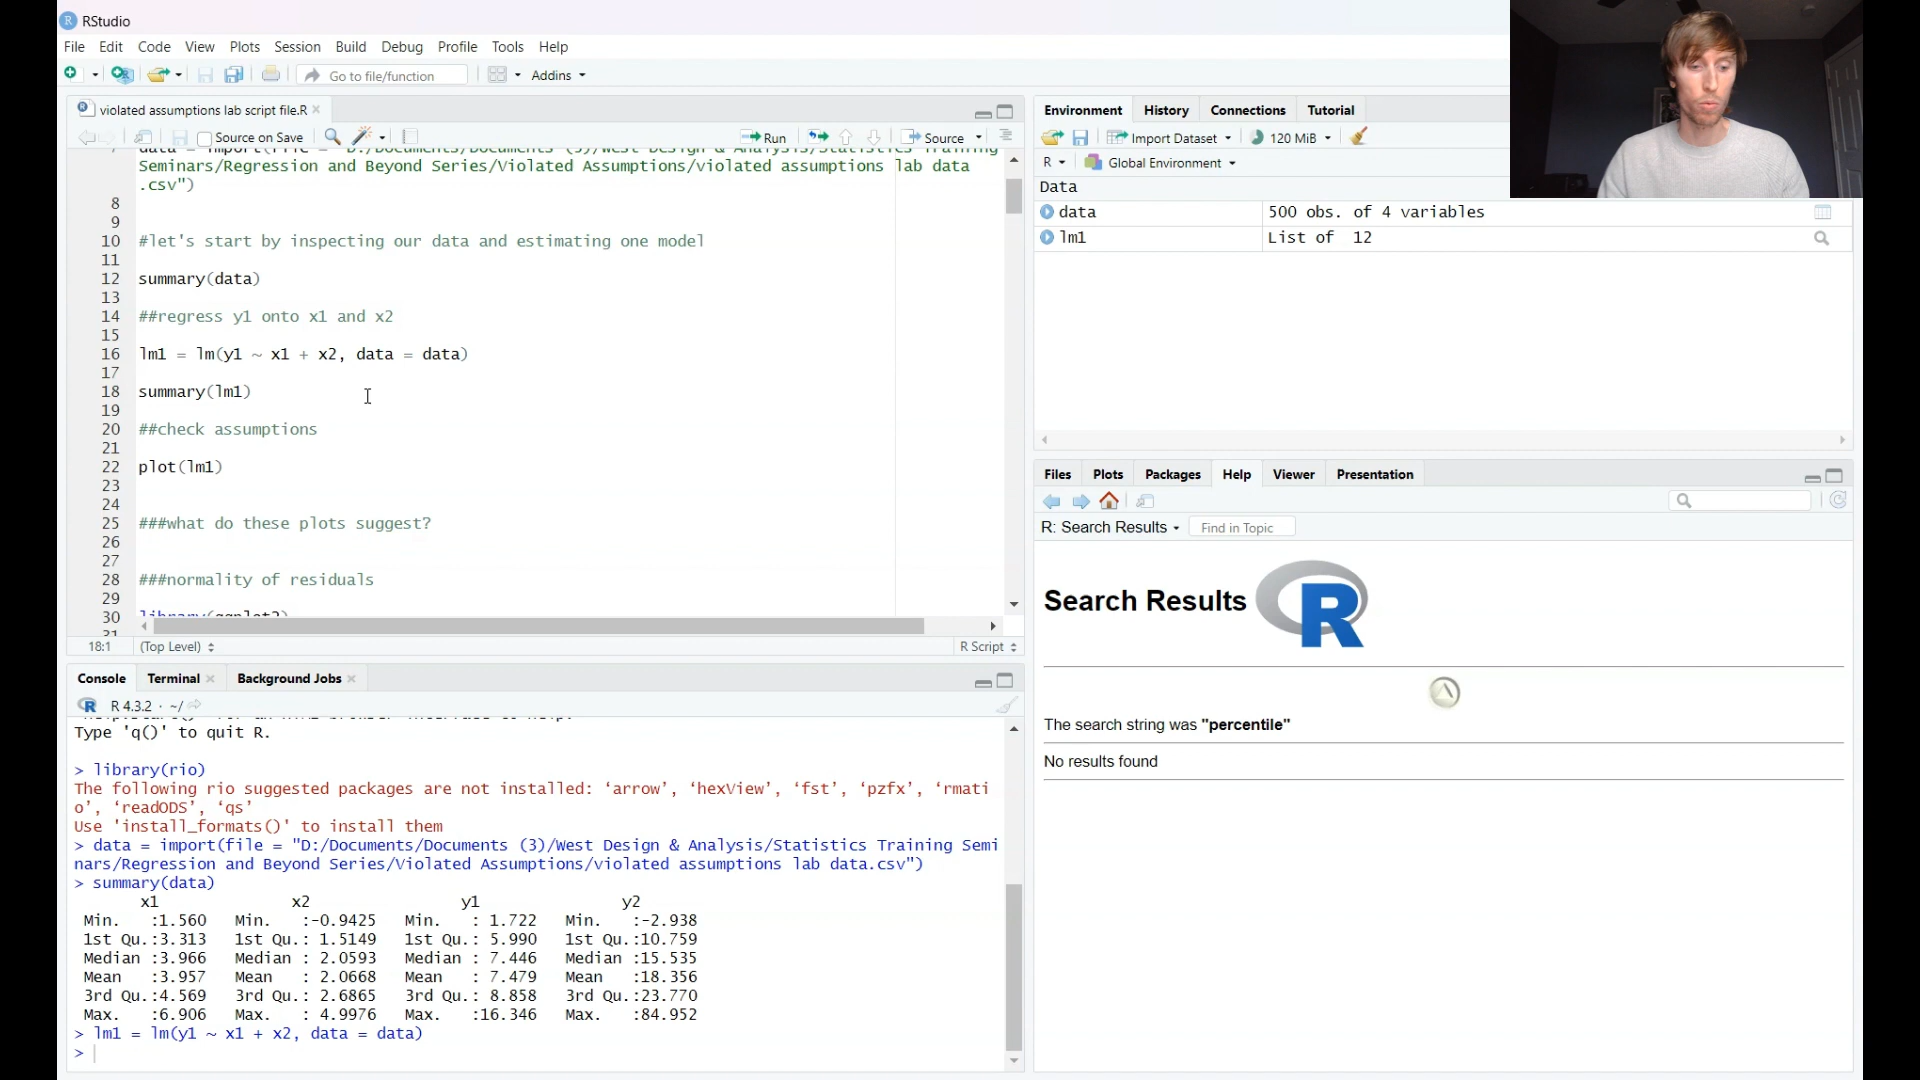 RStudio
File Edit Code View Plots Session Build Debug Profile Tools Help
Go to file/function Addins
violated assumptions lab script file.R
Source on Save Run Source
Seminars/Regression and Beyond Series/Violated Assumptions/violated assumptions lab data
.csv")
8
9
10 #let's start by inspecting our data and estimating one model
11
12 summary(data)
13
14 ##regress y1 onto x1 and x2
15
16 lm1 = lm(y1 ~ x1 + x2, data = data)
17
18 summary(lm1)
19
20 ##check assumptions
21
22 plot(lm1)
23
24
25 ###what do these plots suggest?
26
27
28 ###normality of residuals
29
30 library(ggplot2)
31
18:1 (Top Level) R Script
Console Terminal Background Jobs
R 4.3.2 · ~/
Type 'q()' to quit R.
> library(rio)
The following rio suggested packages are not installed: ‘arrow’, ‘hexView’, ‘fst’, ‘pzfx’, ‘rmati
o’, ‘readODS’, ‘qs’
Use 'install_formats()' to install them
> data = import(file = "D:/Documents/Documents (3)/West Design & Analysis/Statistics Training Semi
nars/Regression and Beyond Series/Violated Assumptions/violated assumptions lab data.csv")
> summary(data)
x1 x2 y1 y2
Min. :1.560 Min. :-0.9425 Min. : 1.722 Min. :-2.938
1st Qu.:3.313 1st Qu.: 1.5149 1st Qu.: 5.990 1st Qu.:10.759
Median :3.966 Median : 2.0593 Median : 7.446 Median :15.535
Mean :3.957 Mean : 2.0668 Mean : 7.479 Mean :18.356
3rd Qu.:4.569 3rd Qu.: 2.6865 3rd Qu.: 8.858 3rd Qu.:23.770
Max. :6.906 Max. : 4.9976 Max. :16.346 Max. :84.952
> lm1 = lm(y1 ~ x1 + x2, data = data)
>
Environment History Connections Tutorial
Import Dataset 120 MiB
R Global Environment
Data
data 500 obs. of 4 variables
lm1 List of 12
Files Plots Packages Help Viewer Presentation
R: Search Results Find in Topic
Search Results R
The search string was "percentile"
No results found